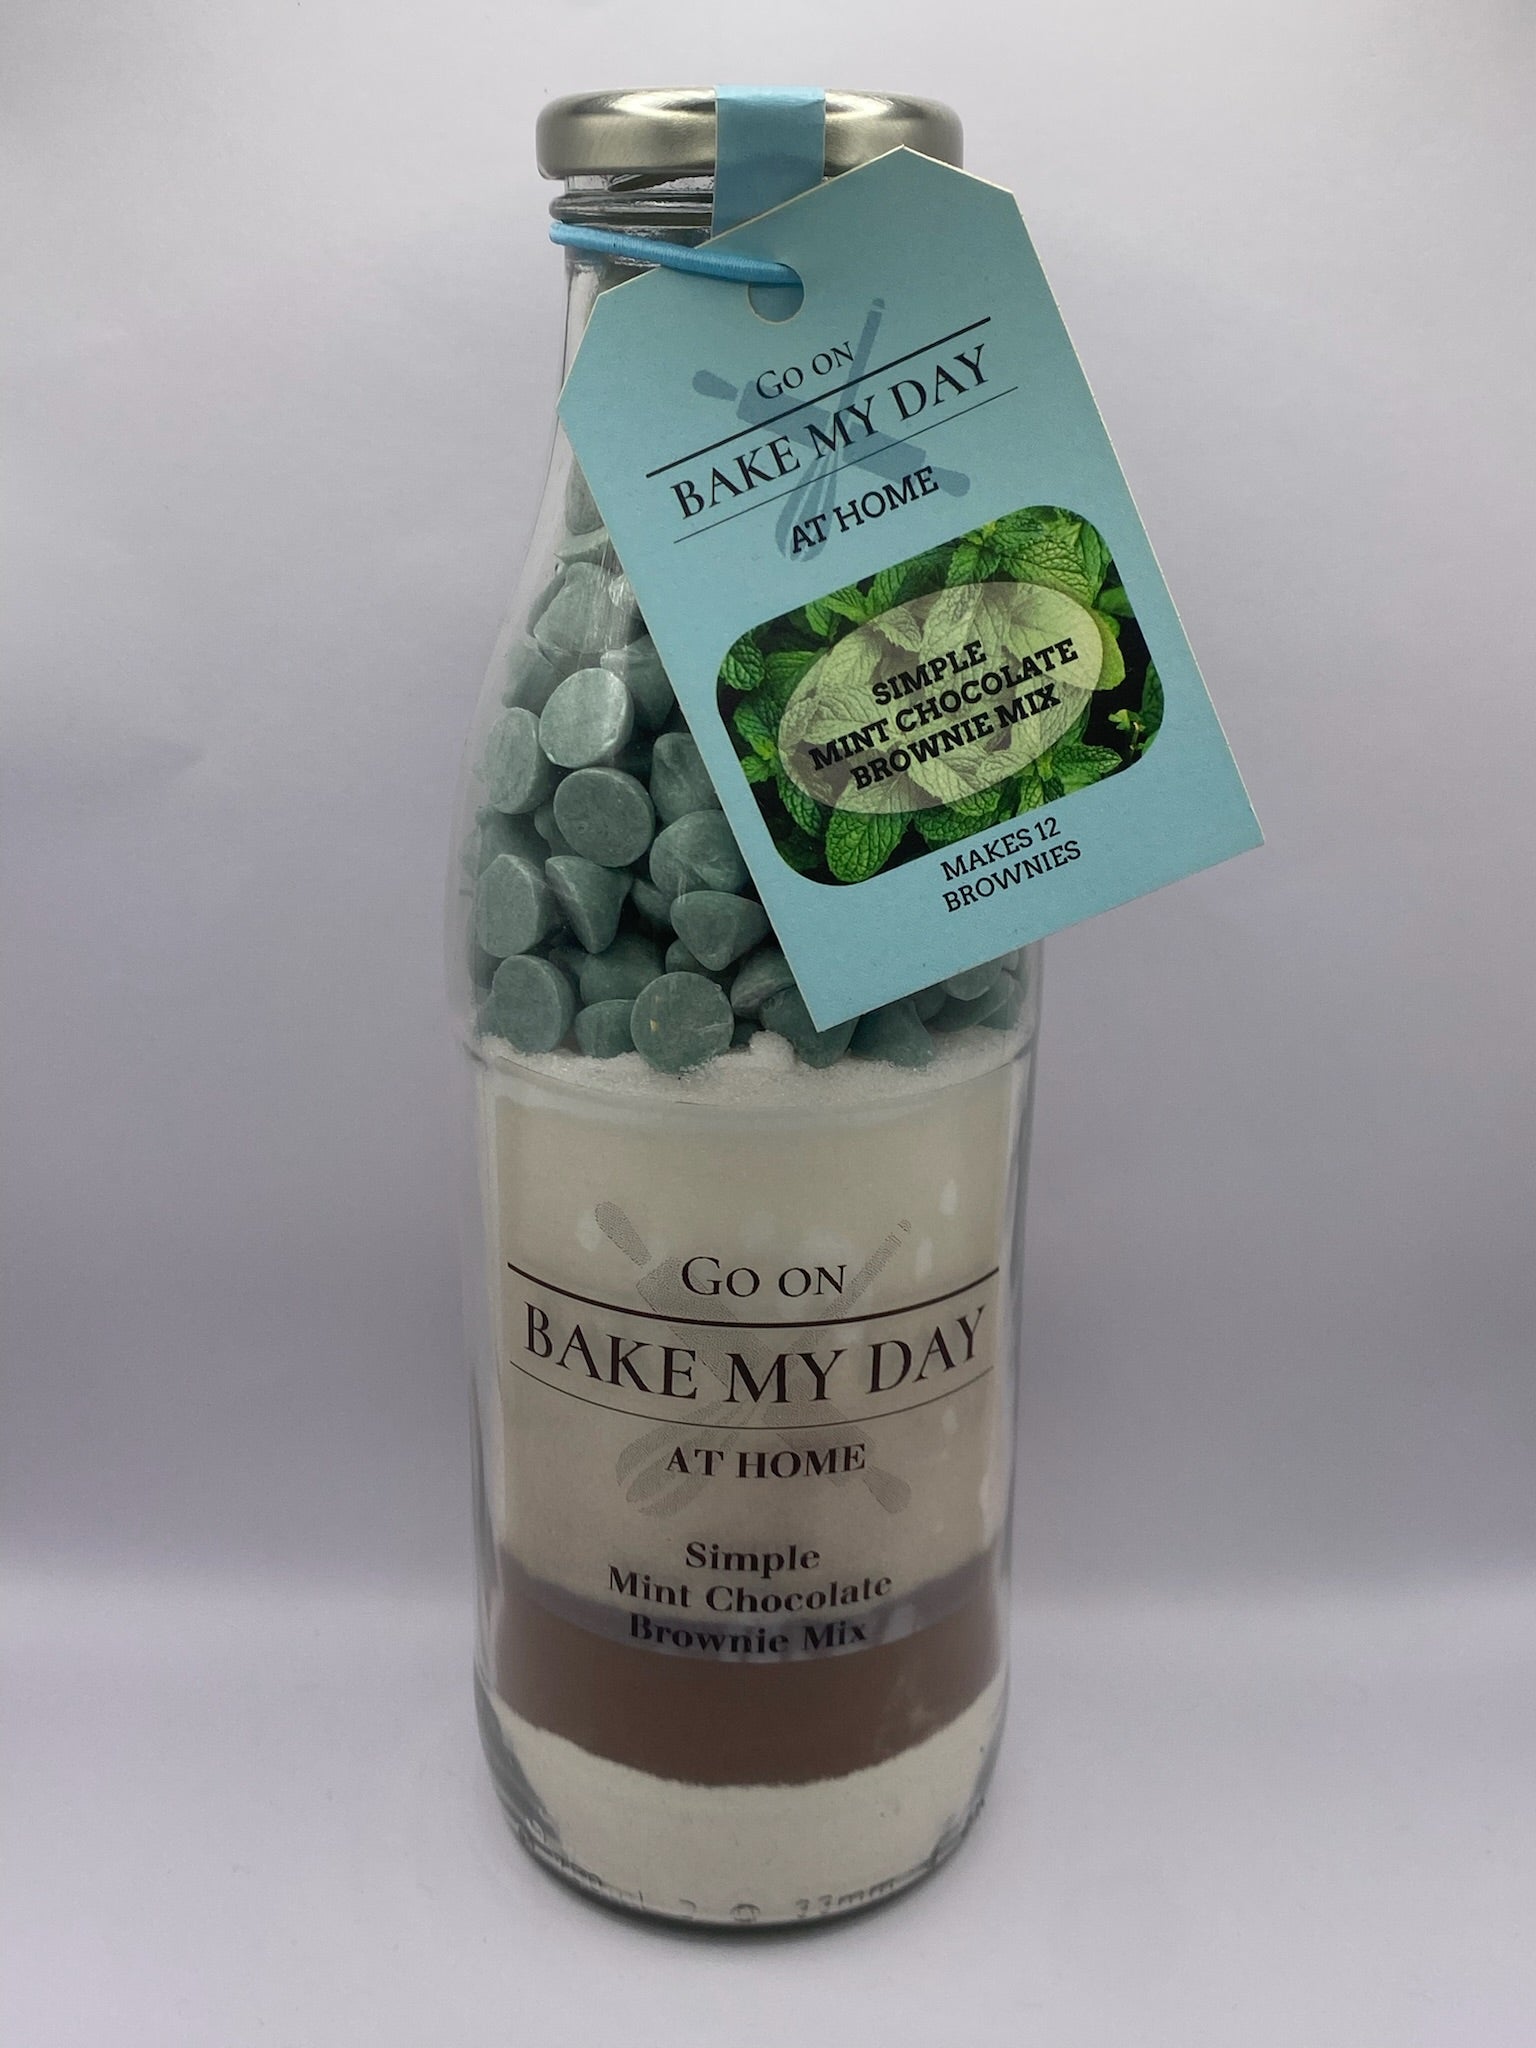 GO ON
BAKE MY DAY
AT HOME
SIMPLE
MINT CHOCOLATE
BROWNIE MIX
MAKES 12
BROWNIES
GO ON
BAKE MY DAY
AT HOME
Simple
Mint Chocolate
Brownie Mix
33mm